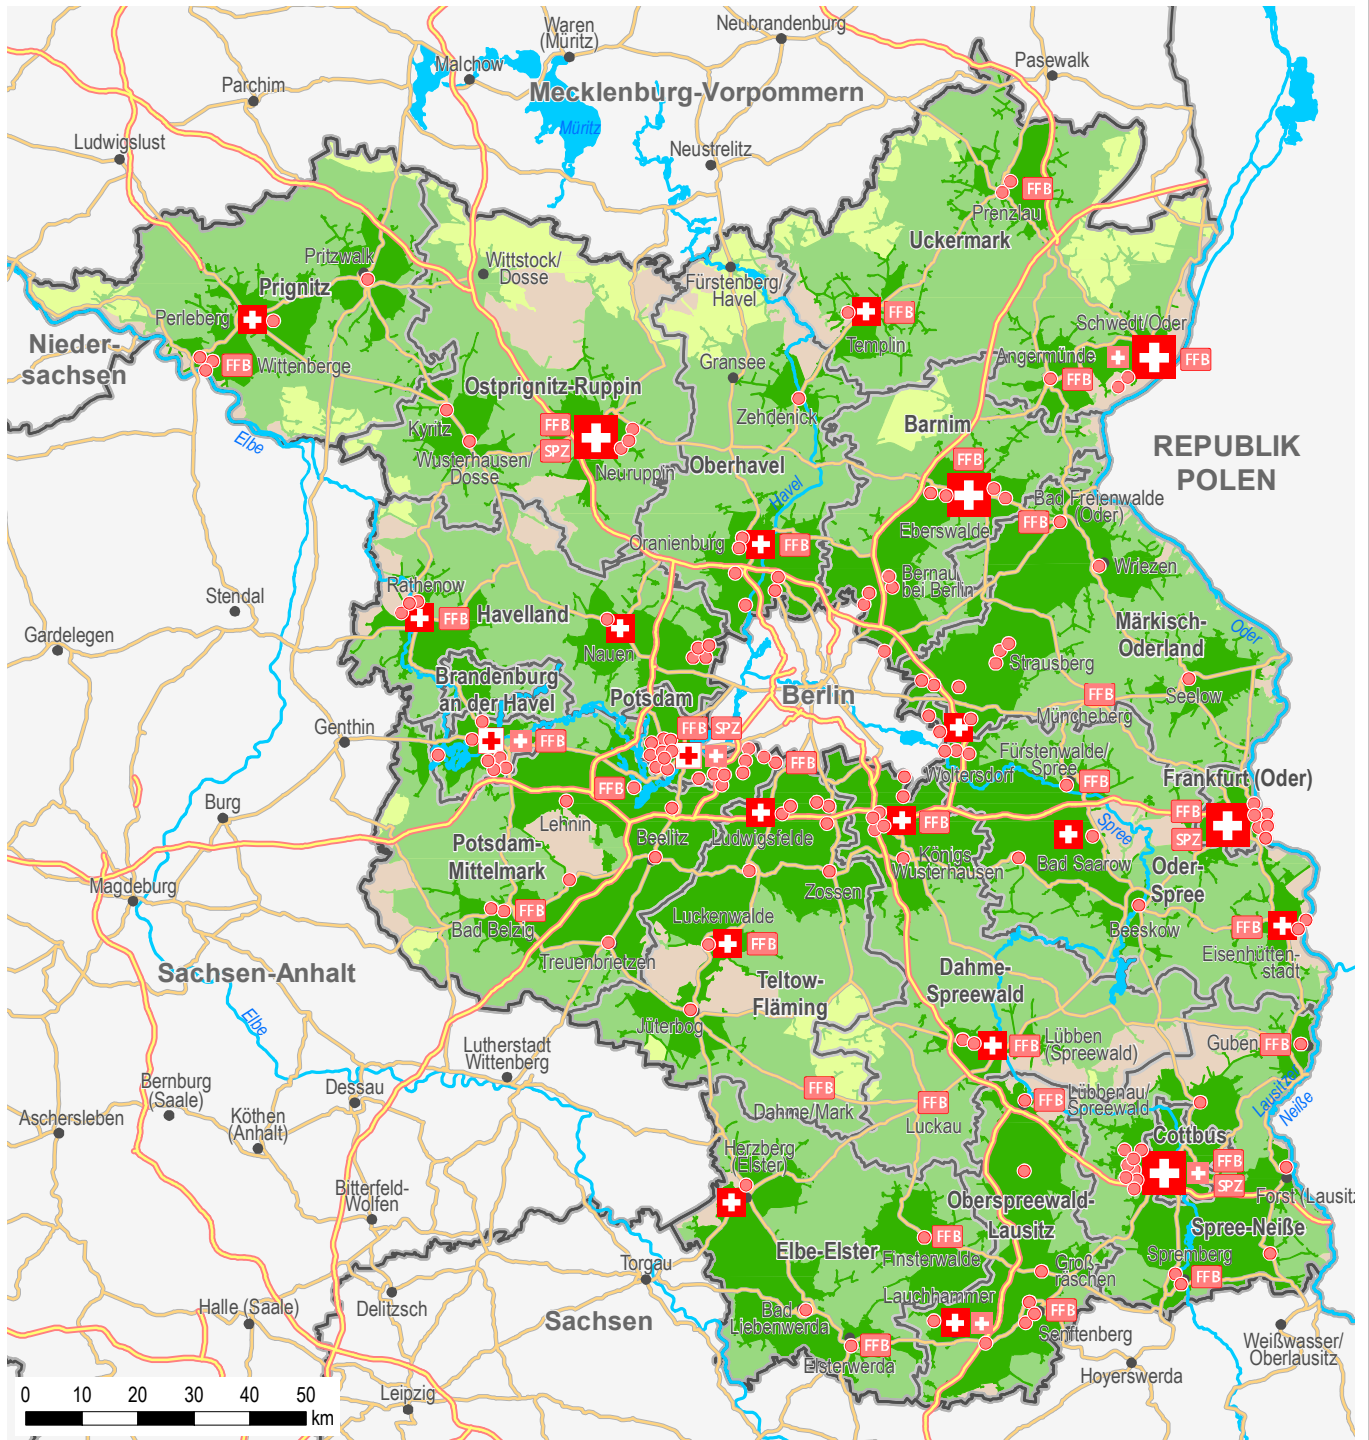 Waren
(Müritz)
Neubrandenburg
Malchow
Pasewalk
Parchim
Mecklenburg-Vorpommern
Müritz
Ludwigslust
Neustrelitz
FFB
Prenzlau
Uckermark
Pritzwalk
Wittstock/
Dosse
Prignitz
Fürstenberg/
Havel
Perleberg
FFB
Templin
Schwedt/Oder
Nieder-
sachsen
FFB
Wittenberge
Gransee
Angermünde
FFB
FFB
Ostprignitz-Ruppin
Zehdenick
Barnim
Kyritz
FFB
SPZ
Elbe
Wusterhausen/
Dosse
Neuruppin
Oberhavel
FFB
REPUBLIK
POLEN
Havel
Bad Freienwalde
(Oder)
Eberswalde
FFB
Oranienburg
FFB
Wriezen
Rathenow
Bernau
bei Berlin
Stendal
FFB
Havelland
Märkisch-
Oderland
Oder
Gardelegen
Nauen
Strausberg
Brandenburg
an der Havel
Potsdam
Berlin
FFB
Seelow
Müncheberg
Genthin
FFB
FFB
SPZ
FFB
Woltersdorf
Fürstenwalde/
Spree
FFB
Frankfurt (Oder)
Burg
FFB
Lehnin
Beelitz
Ludwigsfelde
FFB
Spree
FFB
SPZ
Potsdam-
Mittelmark
Königs
Wusterhausen
Bad Saarow
Oder-
Spree
Magdeburg
Zossen
FFB
Bad Belzig
Luckenwalde
FFB
Beeskow
FFB
Eisenhütten-
stadt
Treuenbrietzen
Sachsen-Anhalt
Teltow-
Fläming
Dahme-
Spreewald
Elbe
Jüterbog
Lutherstadt
Wittenberg
FFB
Lübben
(Spreewald)
Guben
FFB
Bernburg
(Saale)
Dessau
FFB
Dahme/Mark
FFB
Luckau
FFB
Lübbenau/
Spreewald
Lausitzer
Neiße
Aschersleben
Köthen
(Anhalt)
Herzberg
(Elster)
Cottbus
FFB
SPZ
Bitterfeld-
Wolfen
Oberspreewald-
Lausitz
Forst (Lausitz
Elbe-Elster
FFB
Finsterwalde
Spree-Neiße
Torgau
Groß-
räschen
Spremberg
FFB
Halle (Saale)
Delitzsch
Sachsen
Bad
Liebenwerda
Lauchhammer
FFB
Senftenberg
FFB
Elsterwerda
Weißwasser/
Oberlausitz
Hoyerswerda
Leipzig
0 10 20 30 40 50
km